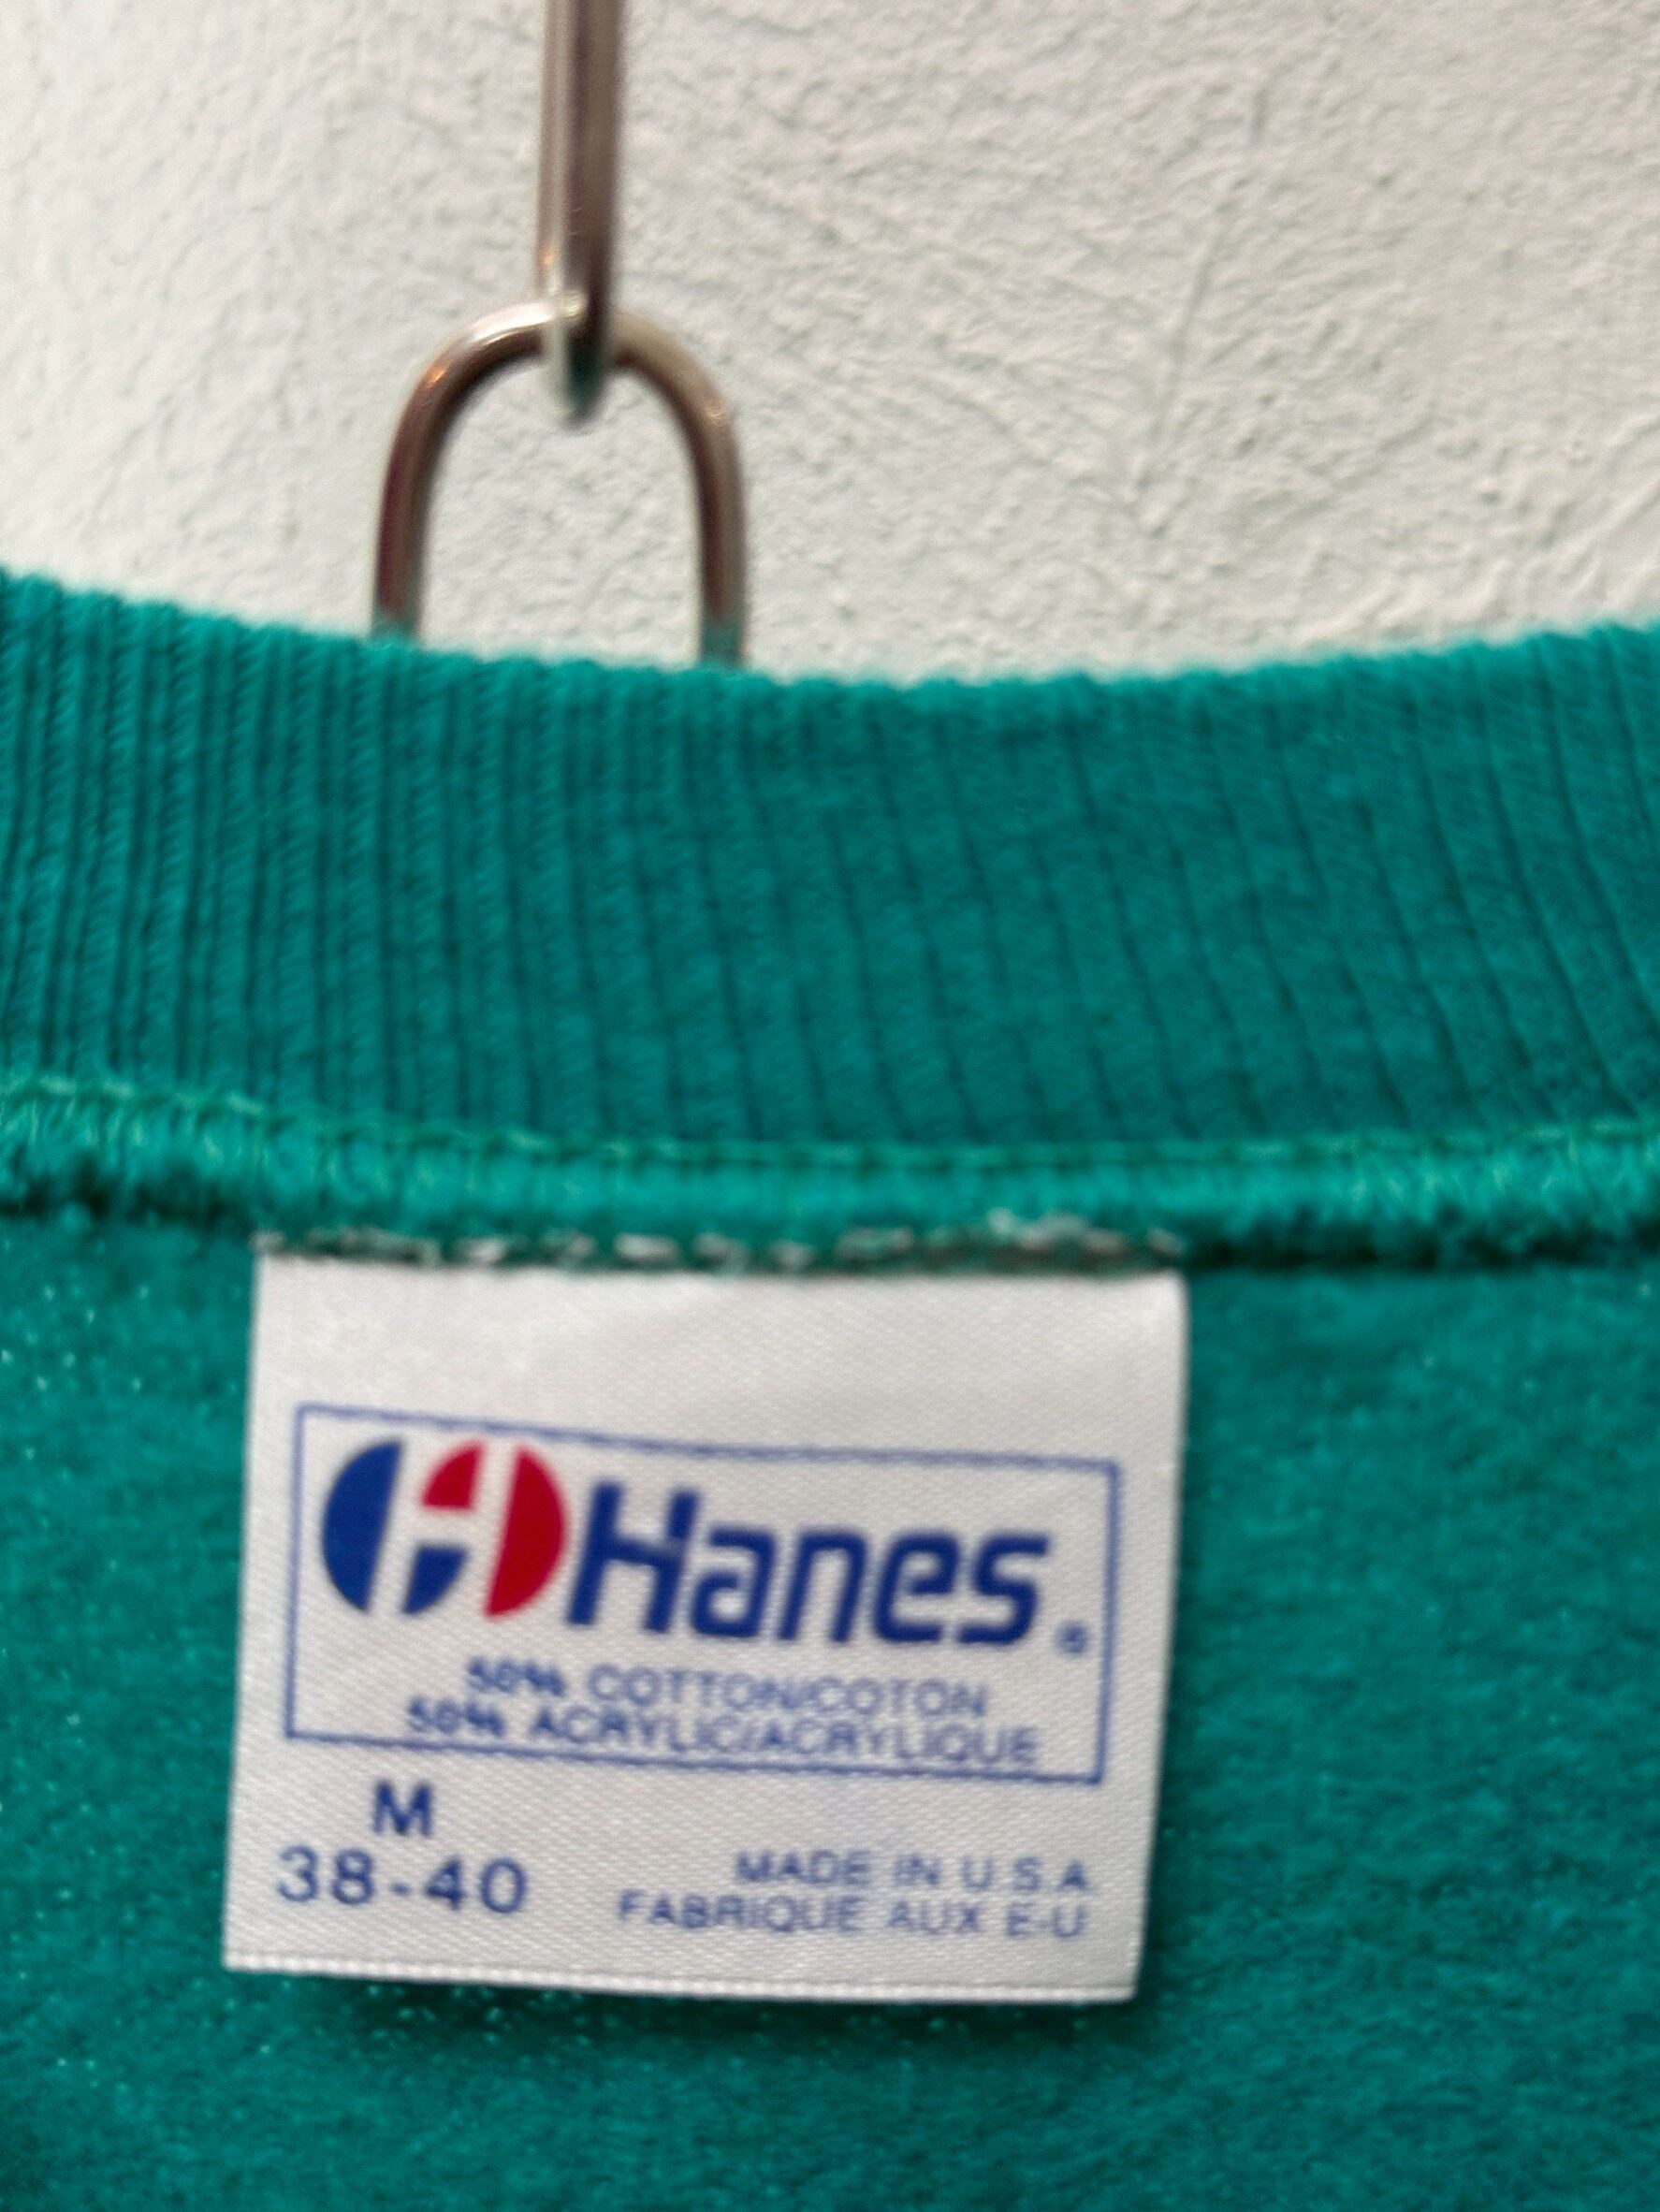 Hanes®
50% COTTON/COTON
50% ACRYLIC/ACRYLIQUE
M
38-40
MADE IN U.S.A.
FABRIQUE AUX E-U